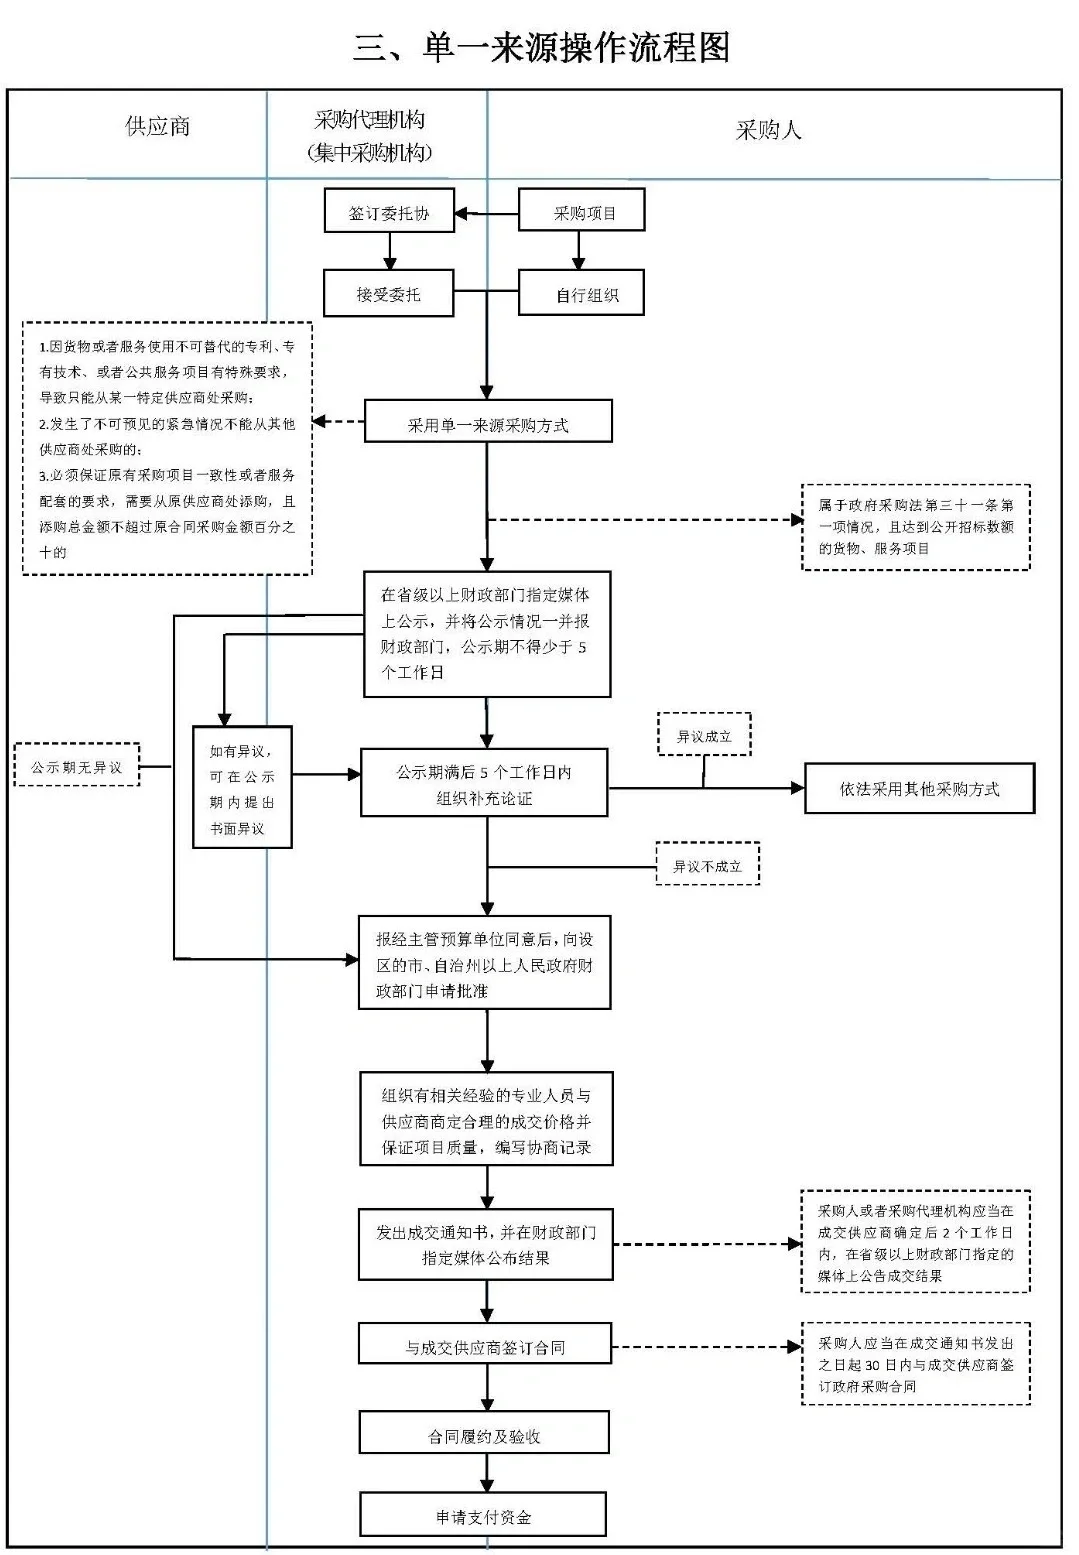 三、单一来源操作流程图
供应商
采购代理机构
（集中采购机构）
采购人
签订委托协
采购项目
接受委托
自行组织
1.因货物或者服务使用不可替代的专利、专
有技术、或者公共服务项目有特殊要求，
导致只能从某一特定供应商处采购;
2.发生了不可预见的紧急情况不能从其他
供应商处采购的;
3.必须保证原有采购项目一致性或者服务
配套的要求，需要从原供应商处添购，且
添购总金额不超过原合同采购金额百分之
十的
采用单一来源采购方式
属于政府采购法第三十一条第
一项情况，且达到公开招标数额
的货物、服务项目
在省级以上财政部门指定媒体
上公示，并将公示情况一并报
财政部门，公示期不得少于 5
个工作日
公示期无异议
如有异议，
可在公示
期内提出
书面异议
公示期满后 5 个工作日内
组织补充论证
异议成立
依法采用其他采购方式
异议不成立
报经主管预算单位同意后，向设
区的市、自治州以上人民政府财
政部门申请批准
组织有相关经验的专业人员与
供应商商定合理的成交价格并
保证项目质量，编写协商记录
发出成交通知书，并在财政部门
指定媒体公布结果
采购人或者采购代理机构应当在
成交供应商确定后 2 个工作日
内，在省级以上财政部门指定的
媒体上公告成交结果
与成交供应商签订合同
采购人应当在成交通知书发出
之日起 30 日内与成交供应商签
订政府采购合同
合同履约及验收
申请支付资金